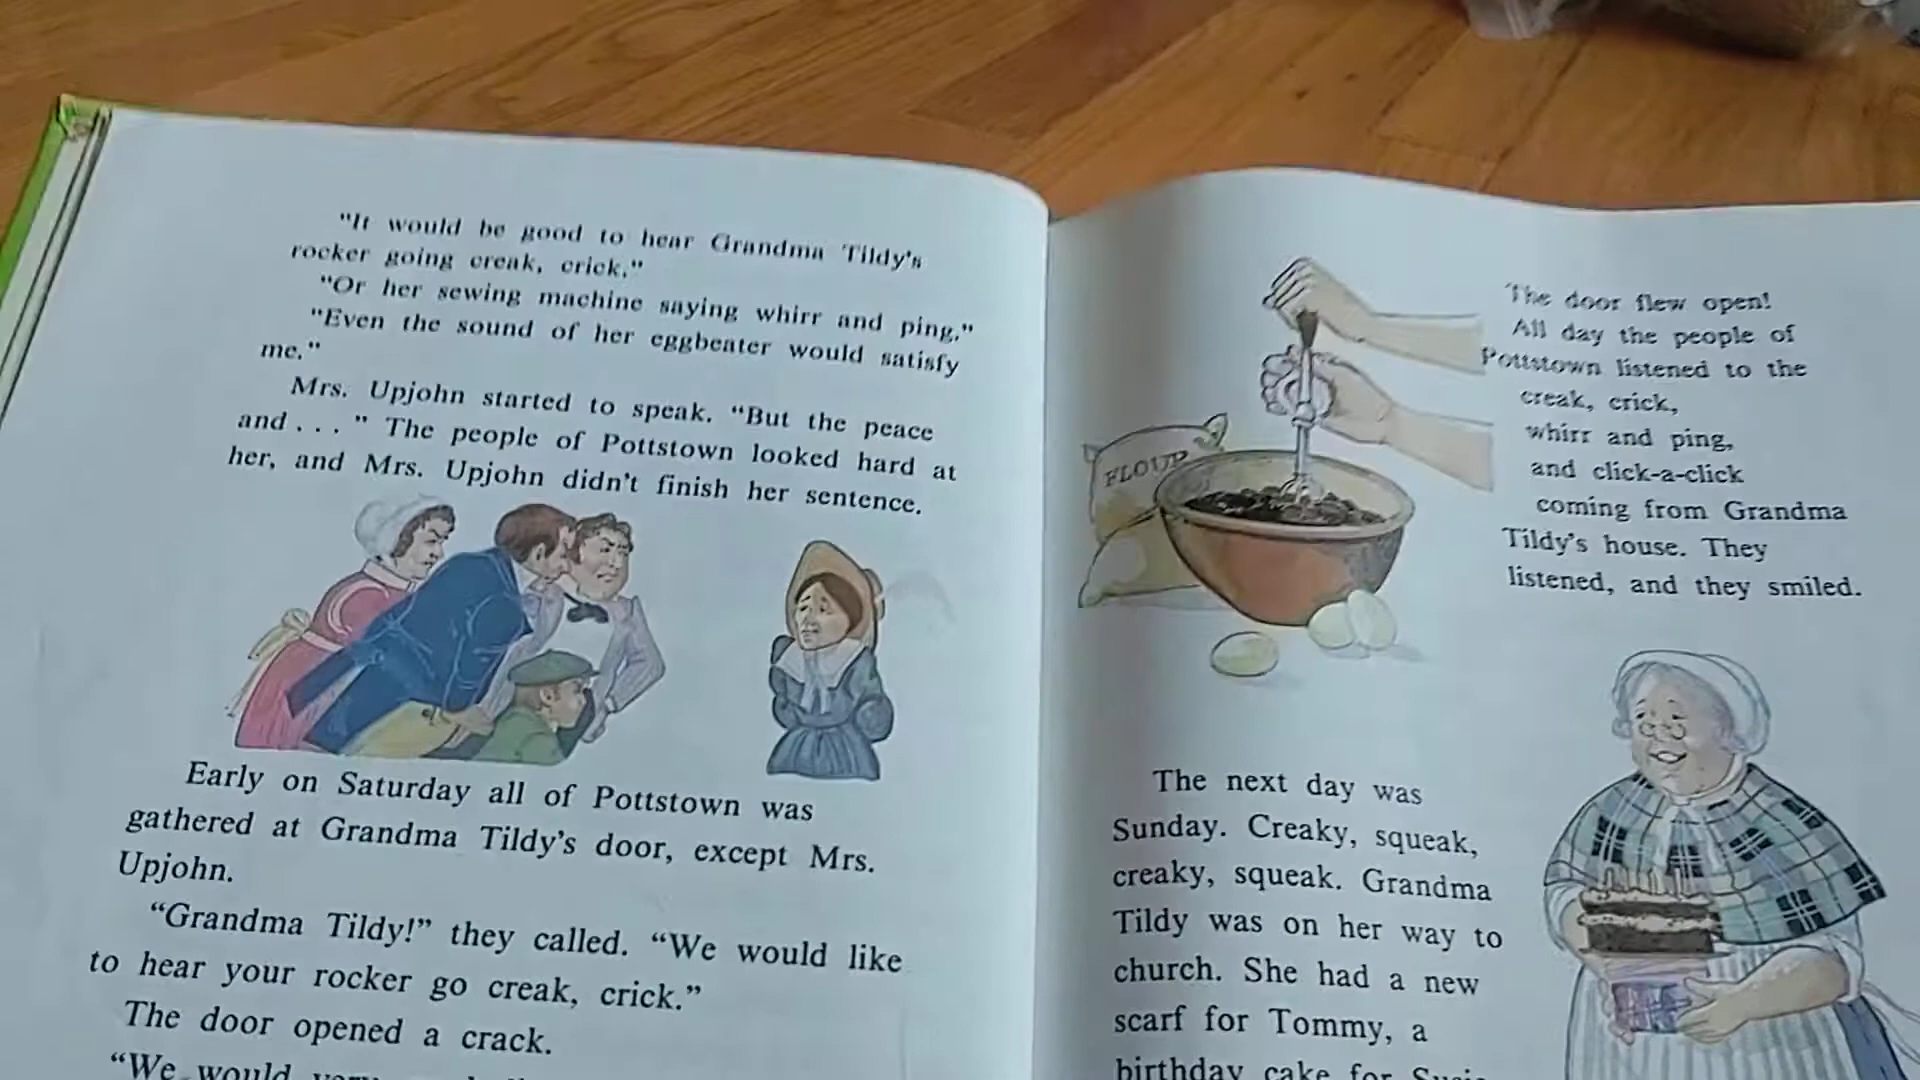 "It would be good to hear Grandma Tildy's
rocker going creak, crick."
"Or her sewing machine saying whirr and ping."
"Even the sound of her eggbeater would satisfy
me."
Mrs. Upjohn started to speak. "But the peace
and . . . " The people of Pottstown looked hard at
her, and Mrs. Upjohn didn't finish her sentence.
Early on Saturday all of Pottstown was
gathered at Grandma Tildy's door, except Mrs.
Upjohn.
"Grandma Tildy!" they called. "We would like
to hear your rocker go creak, crick."
The door opened a crack.
"We would very
FLOUR
The door flew open!
All day the people of
Pottstown listened to the
creak, crick,
whirr and ping,
and click-a-click
coming from Grandma
Tildy's house. They
listened, and they smiled.
The next day was
Sunday. Creaky, squeak,
creaky, squeak. Grandma
Tildy was on her way to
church. She had a new
scarf for Tommy, a
birthday cake for Susie